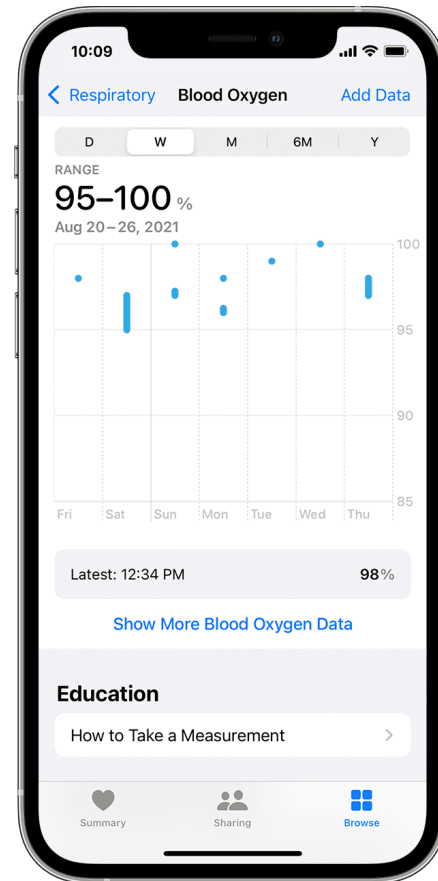 10:09
Respiratory Blood Oxygen Add Data
D W M 6M Y
RANGE
95–100 %
Aug 20–26, 2021
100
95
90
85
Fri Sat Sun Mon Tue Wed Thu
Latest: 12:34 PM 98%
Show More Blood Oxygen Data
Education
How to Take a Measurement
Summary Sharing Browse